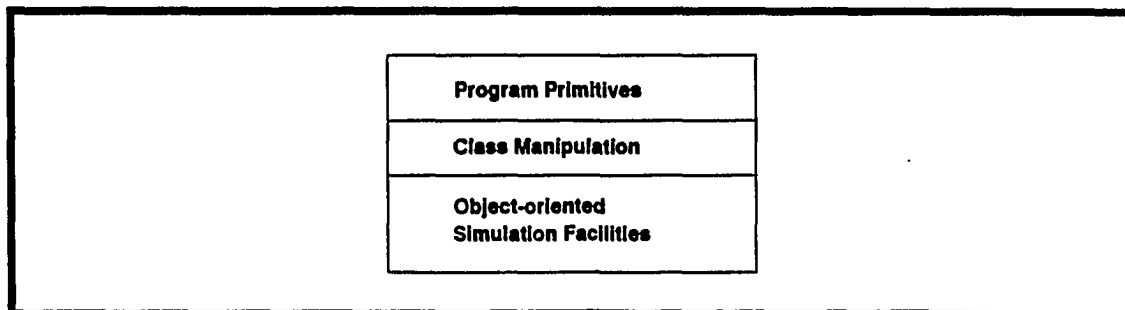 Program Primitives
Class Manipulation
Object-oriented
Simulation Facilities